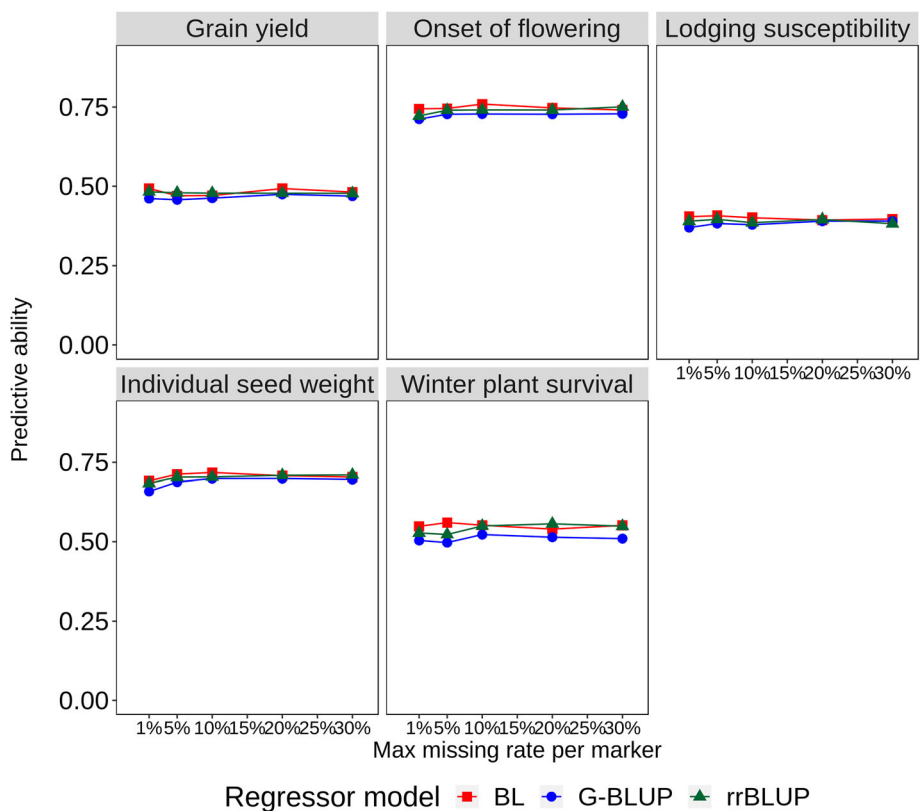 Grain yield Onset of flowering Lodging susceptibility
0.75
0.50
0.25
0.00
1% 5% 10% 15% 20% 25% 30%
Individual seed weight Winter plant survival
0.75
0.50
0.25
0.00
1% 5% 10% 15% 20% 25% 30% 1% 5% 10% 15% 20% 25% 30%
Predictive ability
Max missing rate per marker
Regressor model BL G-BLUP rrBLUP